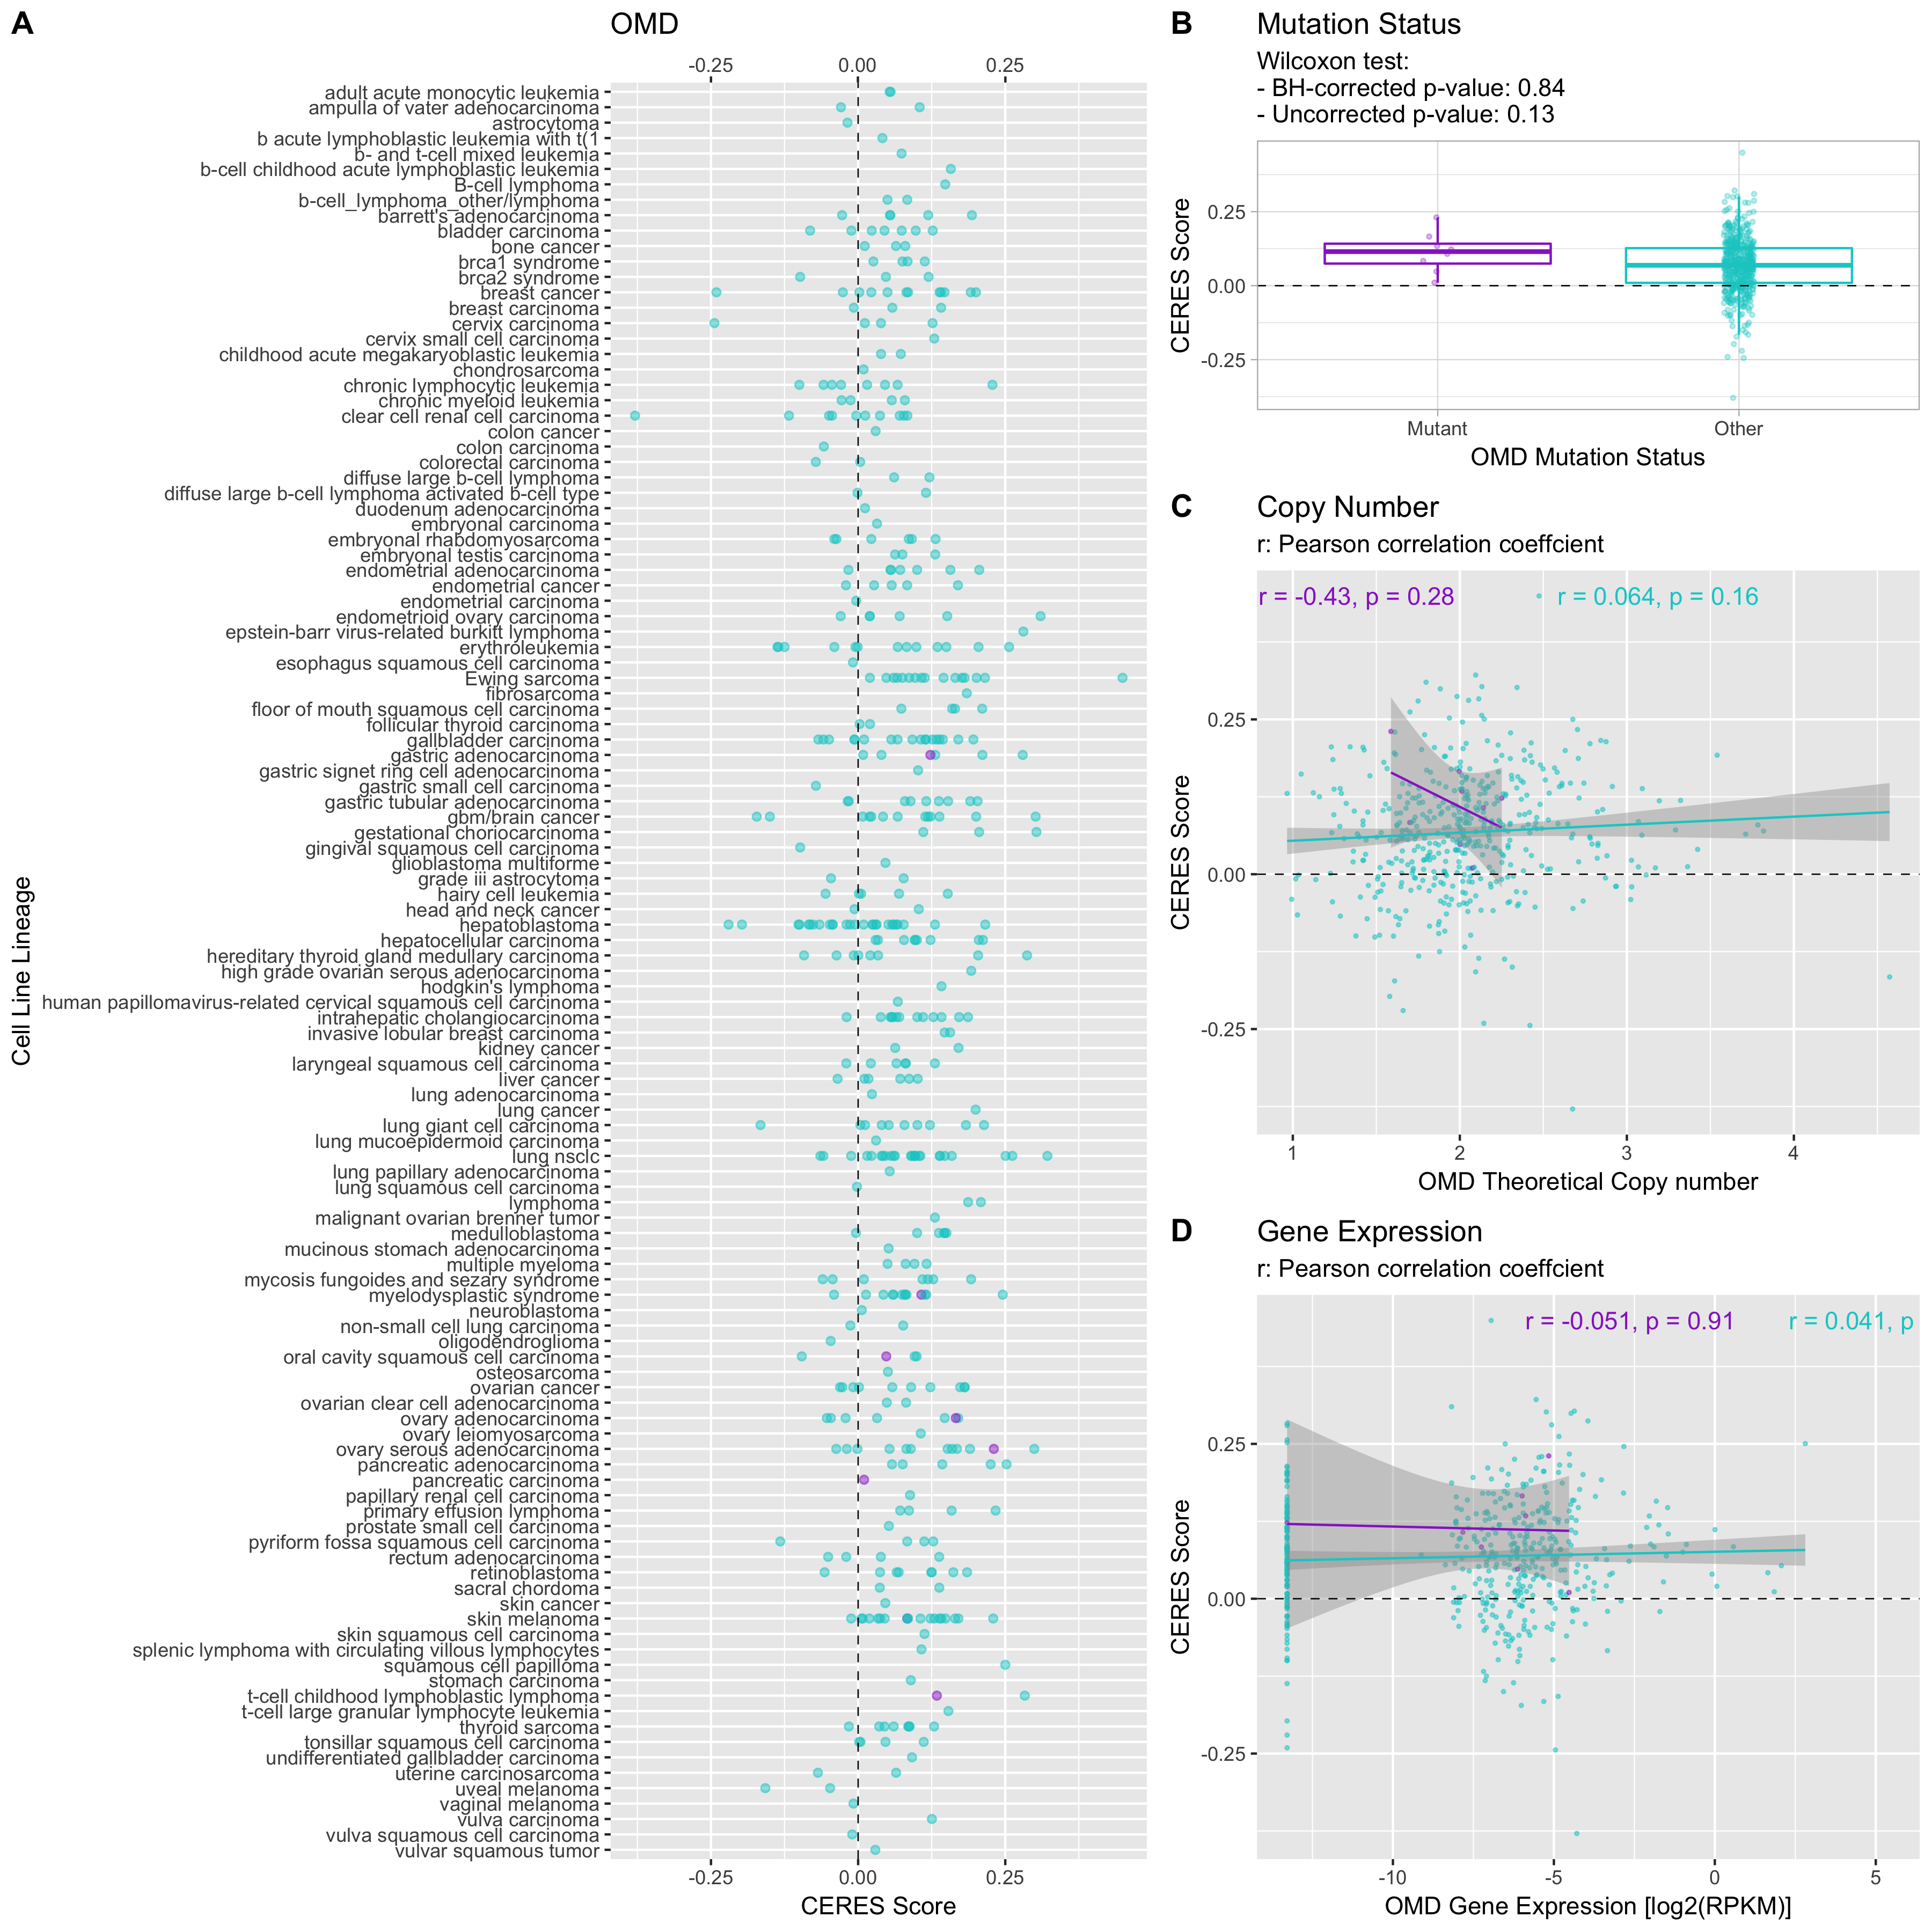 A
OMD
-0.25 0.00 0.25
Cell Line Lineage
adult acute monocytic leukemia
ampulla of vater adenocarcinoma
astrocytoma
b acute lymphoblastic leukemia with t(1
b- and t-cell mixed leukemia
b-cell childhood acute lymphoblastic leukemia
B-cell lymphoma
b-cell_lymphoma_other/lymphoma
barrett's adenocarcinoma
bladder carcinoma
bone cancer
brca1 syndrome
brca2 syndrome
breast cancer
breast carcinoma
cervix carcinoma
cervix small cell carcinoma
childhood acute megakaryoblastic leukemia
chondrosarcoma
chronic lymphocytic leukemia
chronic myeloid leukemia
clear cell renal cell carcinoma
colon cancer
colon carcinoma
colorectal carcinoma
diffuse large b-cell lymphoma
diffuse large b-cell lymphoma activated b-cell type
duodenum adenocarcinoma
embryonal carcinoma
embryonal rhabdomyosarcoma
embryonal testis carcinoma
endometrial adenocarcinoma
endometrial cancer
endometrial carcinoma
endometrioid ovary carcinoma
epstein-barr virus-related burkitt lymphoma
erythroleukemia
esophagus squamous cell carcinoma
Ewing sarcoma
fibrosarcoma
floor of mouth squamous cell carcinoma
follicular thyroid carcinoma
gallbladder carcinoma
gastric adenocarcinoma
gastric signet ring cell adenocarcinoma
gastric small cell carcinoma
gastric tubular adenocarcinoma
gbm/brain cancer
gestational choriocarcinoma
gingival squamous cell carcinoma
glioblastoma multiforme
grade iii astrocytoma
hairy cell leukemia
head and neck cancer
hepatoblastoma
hepatocellular carcinoma
hereditary thyroid gland medullary carcinoma
high grade ovarian serous adenocarcinoma
hodgkin's lymphoma
human papillomavirus-related cervical squamous cell carcinoma
intrahepatic cholangiocarcinoma
invasive lobular breast carcinoma
kidney cancer
laryngeal squamous cell carcinoma
liver cancer
lung adenocarcinoma
lung cancer
lung giant cell carcinoma
lung mucoepidermoid carcinoma
lung nsclc
lung papillary adenocarcinoma
lung squamous cell carcinoma
lymphoma
malignant ovarian brenner tumor
medulloblastoma
mucinous stomach adenocarcinoma
multiple myeloma
mycosis fungoides and sezary syndrome
myelodysplastic syndrome
neuroblastoma
non-small cell lung carcinoma
oligodendroglioma
oral cavity squamous cell carcinoma
osteosarcoma
ovarian cancer
ovarian clear cell adenocarcinoma
ovary adenocarcinoma
ovary leiomyosarcoma
ovary serous adenocarcinoma
pancreatic adenocarcinoma
pancreatic carcinoma
papillary renal cell carcinoma
primary effusion lymphoma
prostate small cell carcinoma
pyriform fossa squamous cell carcinoma
rectum adenocarcinoma
retinoblastoma
sacral chordoma
skin cancer
skin melanoma
skin squamous cell carcinoma
splenic lymphoma with circulating villous lymphocytes
squamous cell papilloma
stomach carcinoma
t-cell childhood lymphoblastic lymphoma
t-cell large granular lymphocyte leukemia
thyroid sarcoma
tonsillar squamous cell carcinoma
undifferentiated gallbladder carcinoma
uterine carcinosarcoma
uveal melanoma
vaginal melanoma
vulva carcinoma
vulva squamous cell carcinoma
vulvar squamous tumor
-0.25 0.00 0.25
CERES Score
B
Mutation Status
Wilcoxon test:
- BH-corrected p-value: 0.84
- Uncorrected p-value: 0.13
CERES Score
0.25
0.00
-0.25
Mutant Other
OMD Mutation Status
C
Copy Number
r: Pearson correlation coeffcient
r = -0.43, p = 0.28 r = 0.064, p = 0.16
CERES Score
0.25
0.00
-0.25
1 2 3 4
OMD Theoretical Copy number
D
Gene Expression
r: Pearson correlation coeffcient
r = -0.051, p = 0.91 r = 0.041, p
CERES Score
0.25
0.00
-0.25
-10 -5 0 5
OMD Gene Expression [log2(RPKM)]